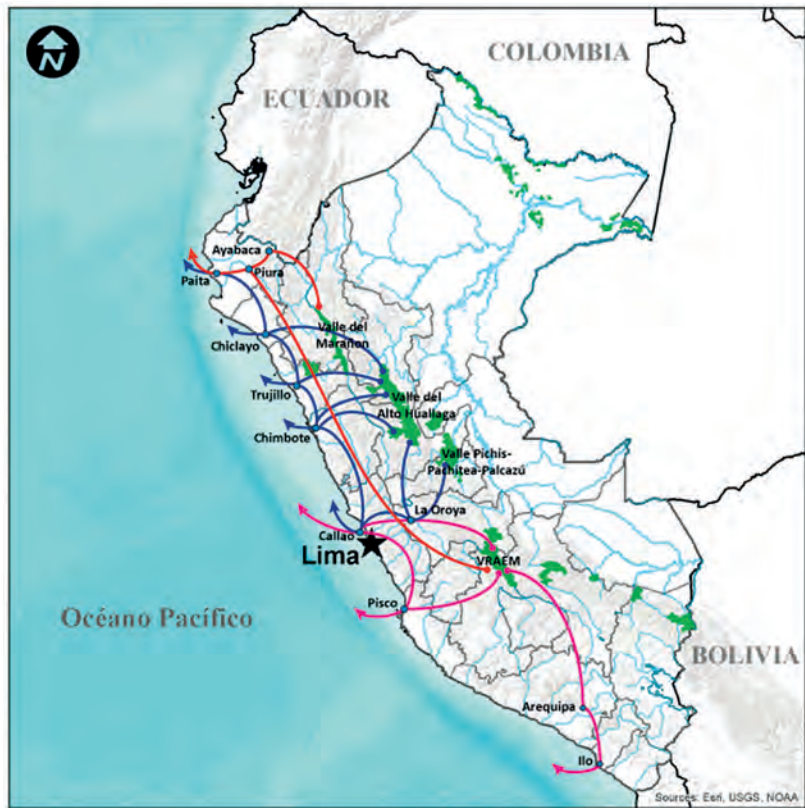 N
COLOMBIA
ECUADOR
Ayabaca
Piura
Paita
Valle del
Marañon
Chiclayo
Trujillo
Valle del
Alto Huallaga
Chimbote
Valle Pichis-
Pachitea-Palcazú
La Oroya
Callao
Lima
VRAEM
Pisco
Océano Pacífico
BOLIVIA
Arequipa
Ilo
Sources: Esri, USGS, NOAA